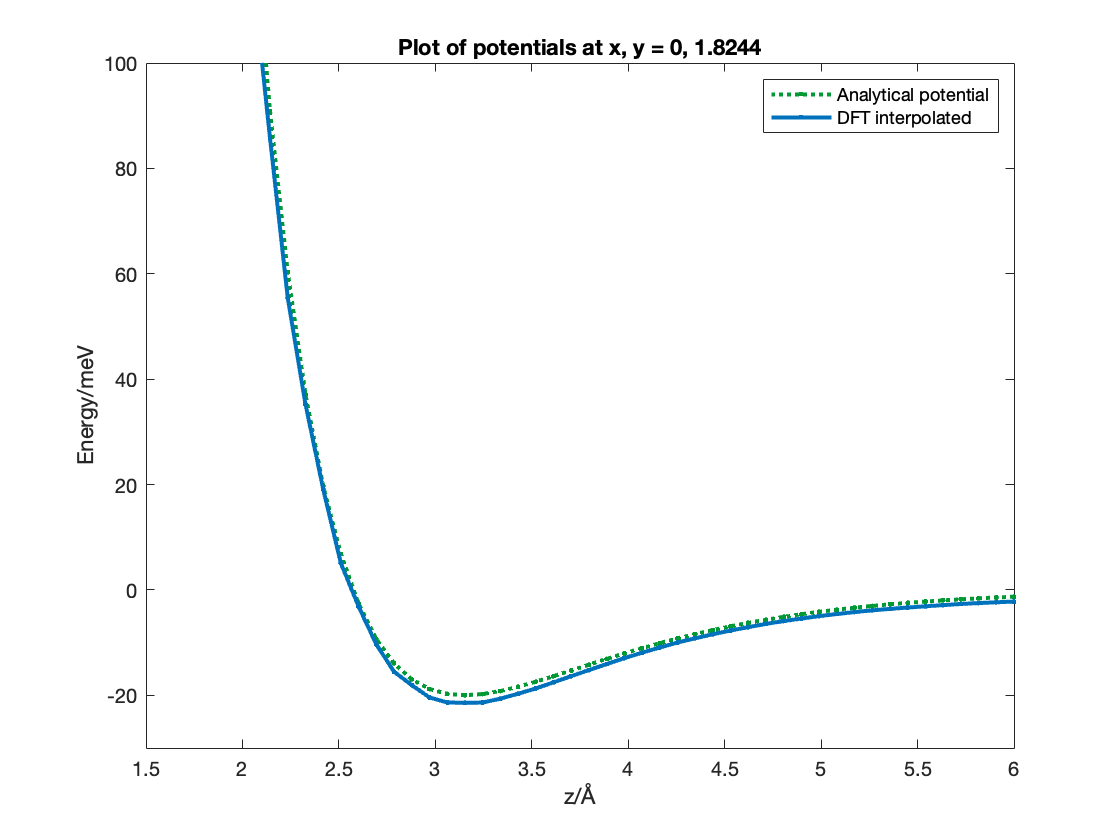 Plot of potentials at x, y = 0, 1.8244
Analytical potential
DFT interpolated
100
80
60
40
20
0
-20
Energy/meV
1.5 2 2.5 3 3.5 4 4.5 5 5.5 6
z/Å